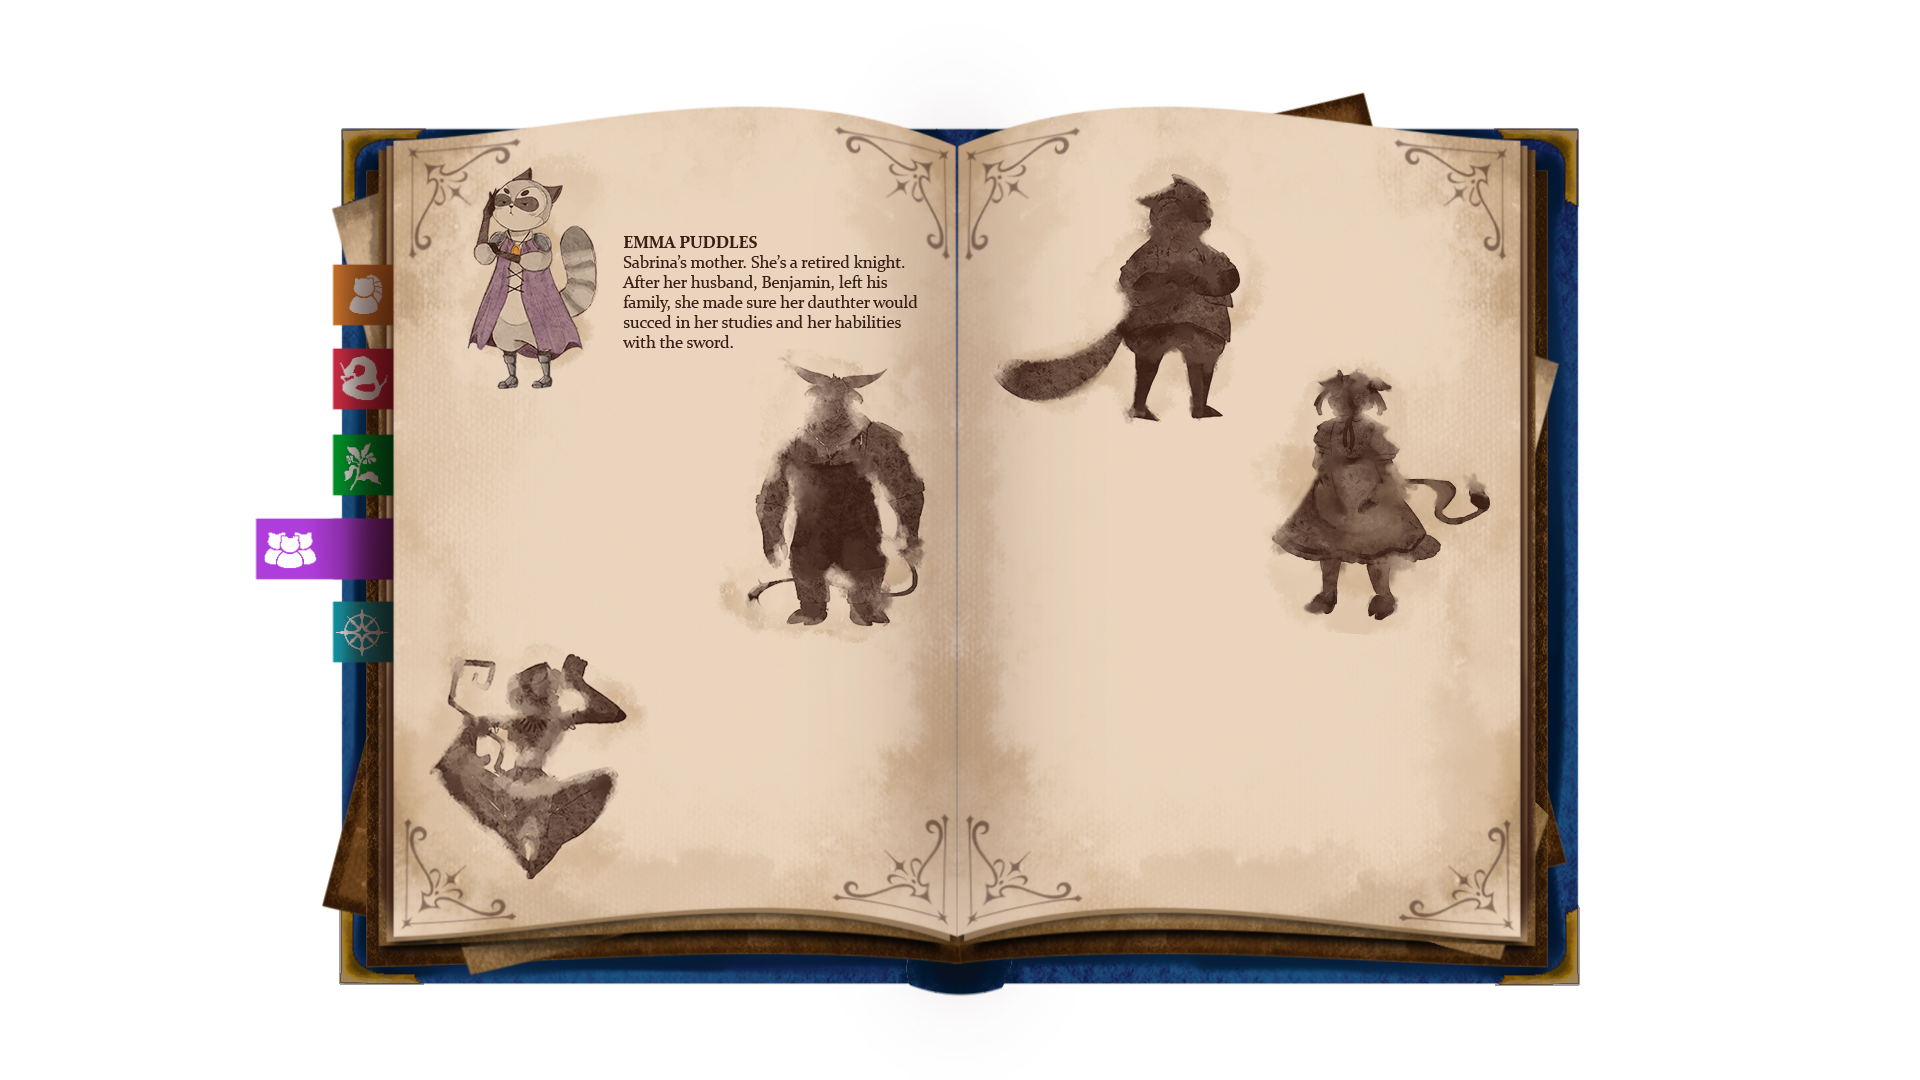 EMMA PUDDLES
Sabrina’s mother. She’s a retired knight.
After her husband, Benjamin, left his
family, she made sure her dauthter would
succed in her studies and her habilities
with the sword.